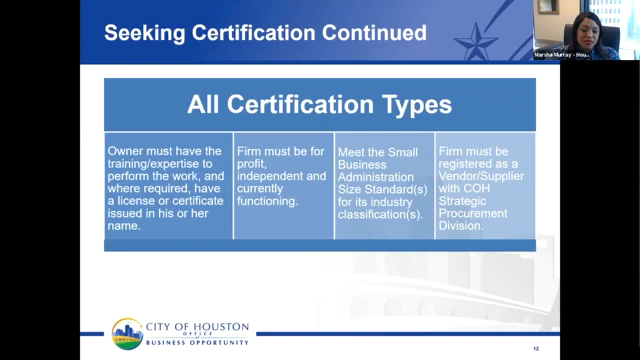 Seeking Certification Continued
Marsha Murray - Hou...
All Certification Types
Owner must have the
training/expertise to
perform the work, and
where required, have
a license or certificate
issued in his or her
name.
Firm must be for
profit,
independent and
currently
functioning.
Meet the Small
Business
Administration
Size Standard(s)
for its industry
classification(s).
Firm must be
registered as a
Vendor/Supplier
with COH
Strategic
Procurement
Division.
CITY OF HOUSTON
OFFICE
BUSINESS OPPORTUNITY
12